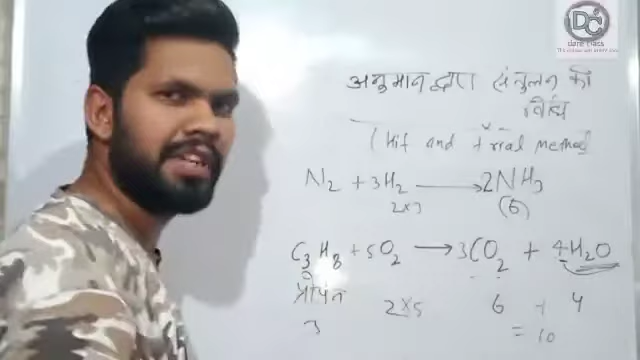 अनुमान द्वारा संतुलन की
विधि
(Hit and trial method
N₂ + 3H₂ → 2NH₃
2×3 (6)
C₃H₈ + 5O₂ → 3CO₂ + 4H₂O
2×5 6 + 4
3 = 10